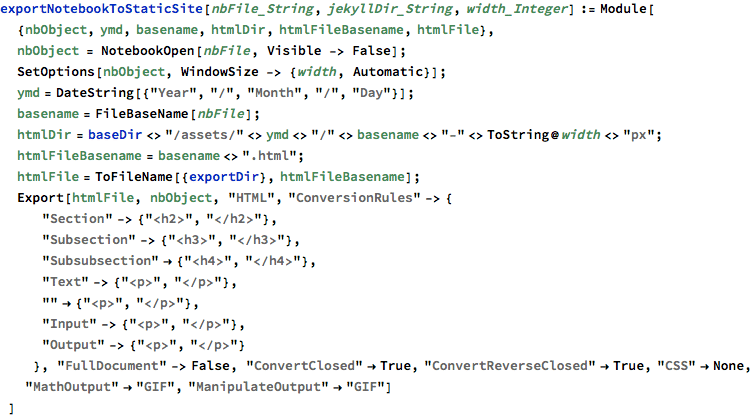 exportNotebookToStaticSite[nbFile_String, jekyllDir_String, width_Integer] := Module[
{nbObject, ymd, basename, htmlDir, htmlFileBasename, htmlFile},
nbObject = NotebookOpen[nbFile, Visible -> False];
SetOptions[nbObject, WindowSize -> {width, Automatic}];
ymd = DateString[{"Year", "/", "Month", "/", "Day"}];
basename = FileBaseName[nbFile];
htmlDir = baseDir <> "/assets/" <> ymd <> "/" <> basename <> "-" <> ToString@width <> "px";
htmlFileBasename = basename <> ".html";
htmlFile = ToFileName[{exportDir}, htmlFileBasename];
Export[htmlFile, nbObject, "HTML", "ConversionRules" -> {
"Section" -> {"<h2>", "</h2>"},
"Subsection" -> {"<h3>", "</h3>"},
"Subsubsection" → {"<h4>", "</h4>"},
"Text" -> {"<p>", "</p>"},
"" → {"<p>", "</p>"},
"Input" -> {"<p>", "</p>"},
"Output" -> {"<p>", "</p>"}
}, "FullDocument" -> False, "ConvertClosed" → True, "ConvertReverseClosed" → True, "CSS" → None,
"MathOutput" → "GIF", "ManipulateOutput" → "GIF"]
]